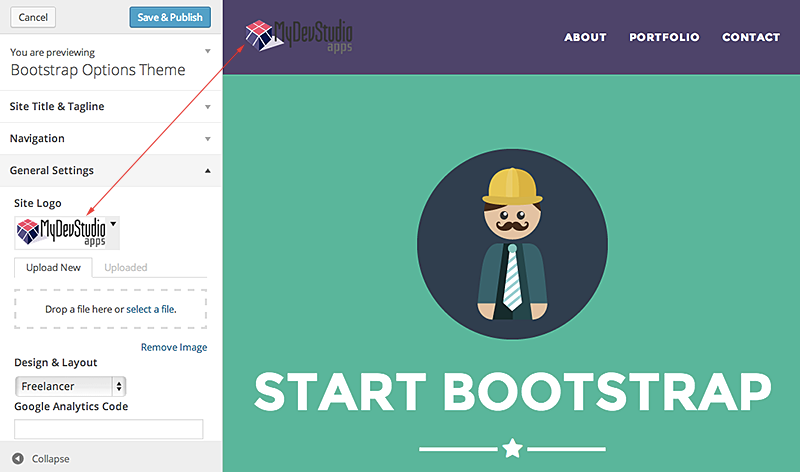 Cancel
Save & Publish
You are previewing
Bootstrap Options Theme
Site Title & Tagline
Navigation
General Settings
Site Logo
MyDevStudio
apps
Upload New
Uploaded
Drop a file here or select a file.
Remove Image
Design & Layout
Freelancer
Google Analytics Code
Collapse
MyDevStudio
apps
ABOUT
PORTFOLIO
CONTACT
START BOOTSTRAP